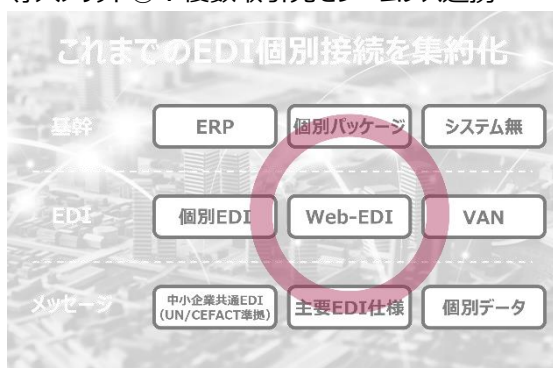 これまでのEDI個別接続を集約化
基幹
ERP
個別パッケージ
システム無
EDI
個別EDI
Web-EDI
VAN
メッセージ
中小企業共通EDI
(UN/CEFACT準拠)
主要EDI仕様
個別データ